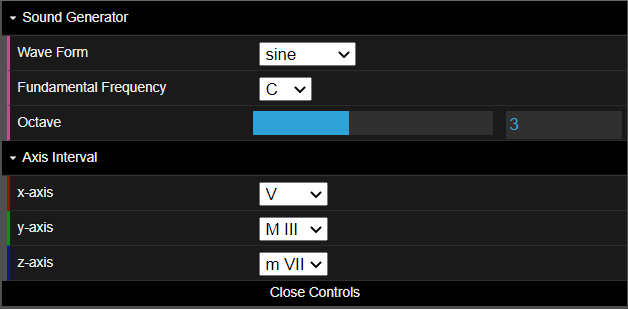 Sound Generator
Wave Form sine
Fundamental Frequency C
Octave 3
Axis Interval
x-axis V
y-axis M III
z-axis m VII
Close Controls